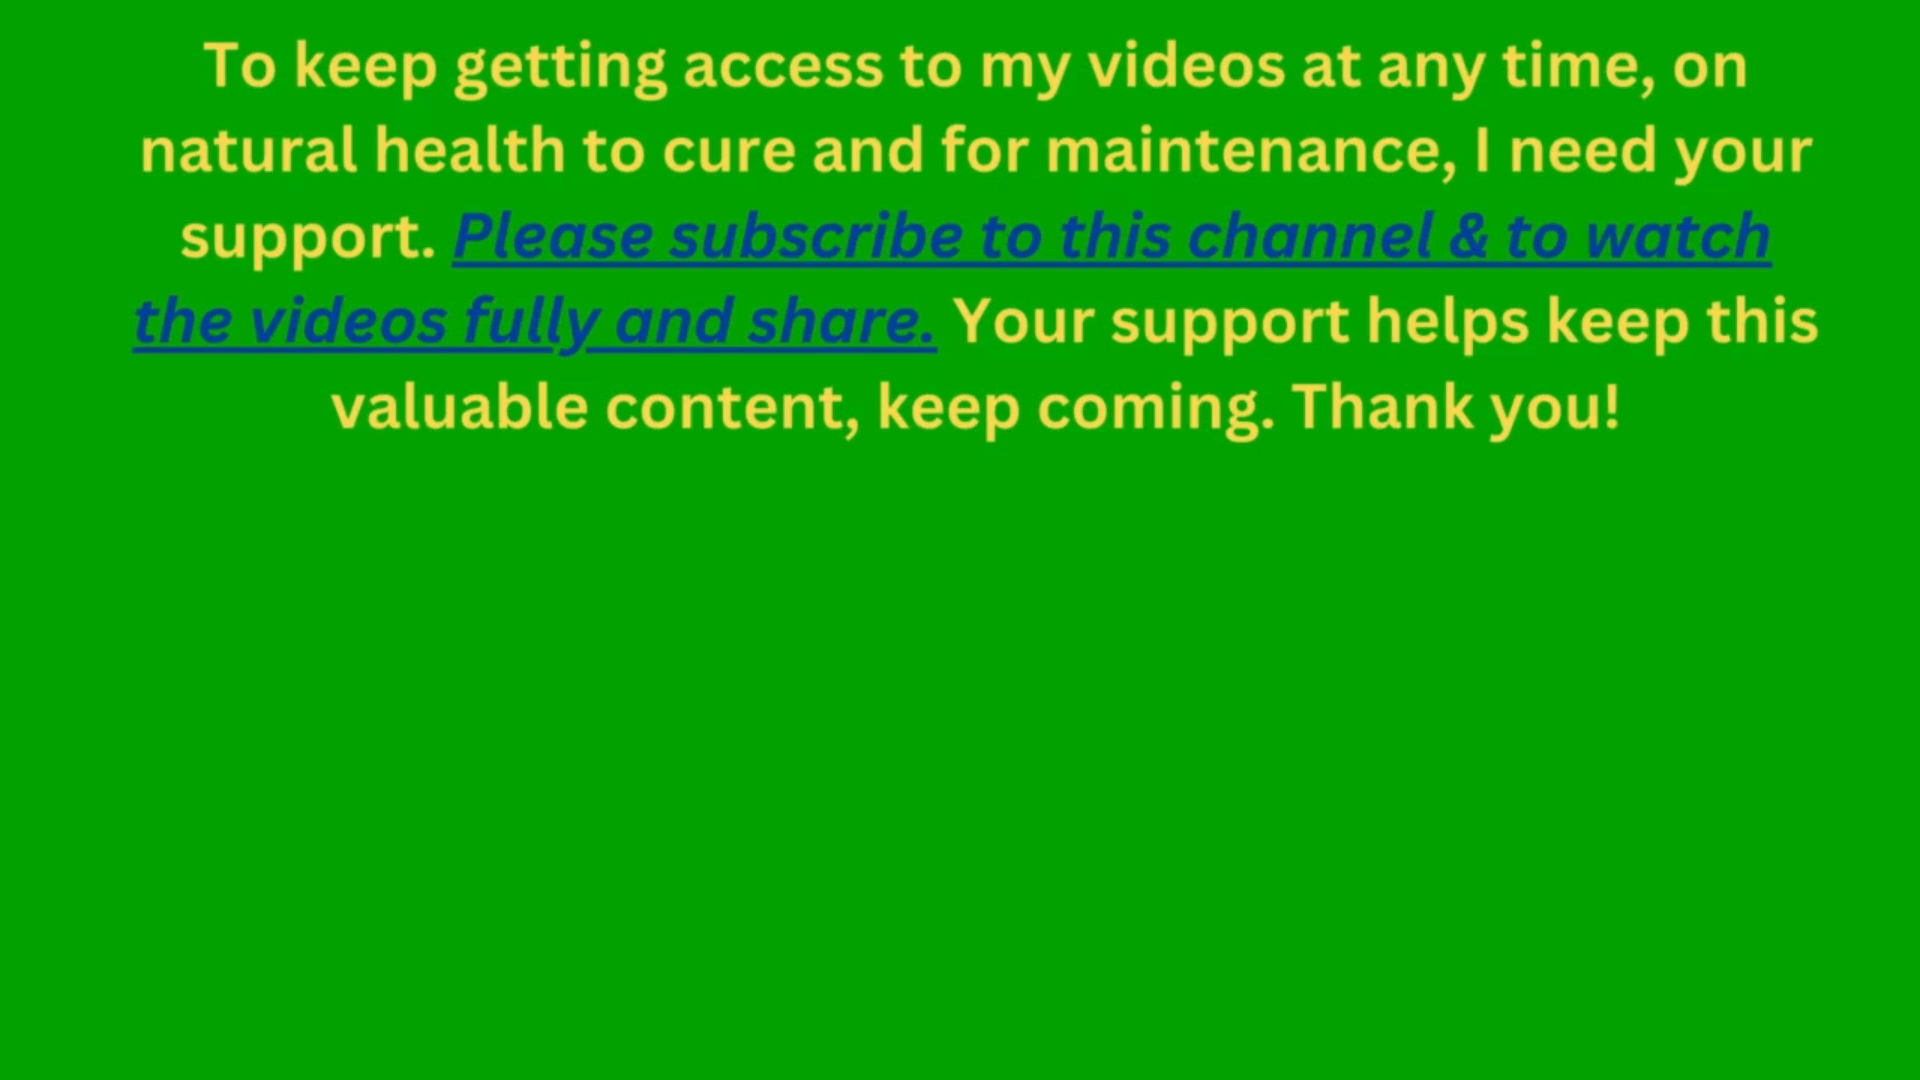 To keep getting access to my videos at any time, on
natural health to cure and for maintenance, I need your
support. Please subscribe to this channel & to watch
the videos fully and share. Your support helps keep this
valuable content, keep coming. Thank you!